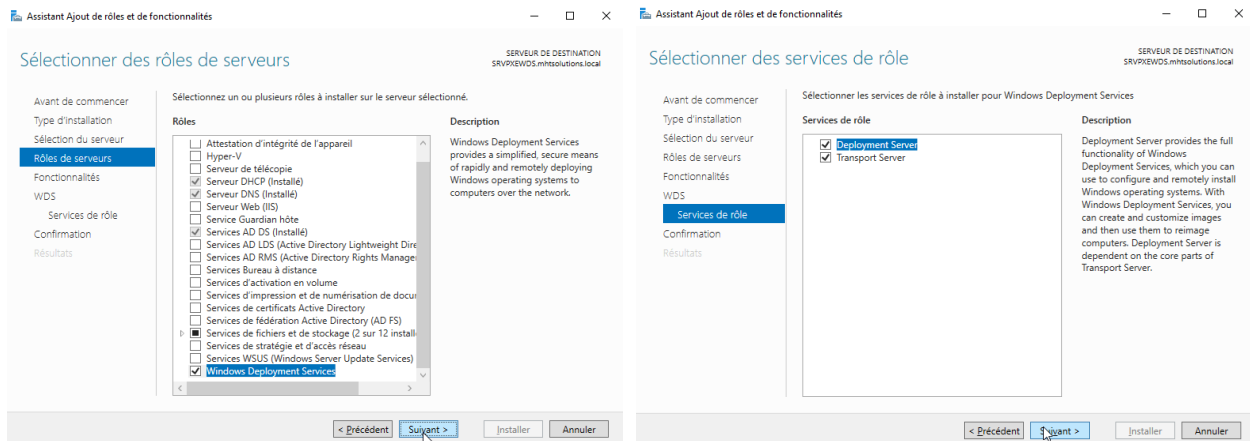 Assistant Ajout de rôles et de fonctionnalités
Sélectionner des rôles de serveurs
SERVEUR DE DESTINATION
SRVPXEWDS.mhtsolutions.local
Avant de commencer
Type d'installation
Sélection du serveur
Rôles de serveurs
Fonctionnalités
WDS
Services de rôle
Confirmation
Résultats
Sélectionnez un ou plusieurs rôles à installer sur le serveur sélectionné.
Rôles
Attestation d'intégrité de l'appareil
Hyper-V
Serveur de télécopie
Serveur DHCP (Installé)
Serveur DNS (Installé)
Serveur Web (IIS)
Service Guardian hôte
Services AD DS (Installé)
Services AD LDS (Active Directory Lightweight Dire
Services AD RMS (Active Directory Rights Manage
Services Bureau à distance
Services d'activation en volume
Services d'impression et de numérisation de docu
Services de certificats Active Directory
Services de fédération Active Directory (AD FS)
Services de fichiers et de stockage (2 sur 12 install
Services de stratégie et d'accès réseau
Services WSUS (Windows Server Update Services)
Windows Deployment Services
Description
Windows Deployment Services
provides a simplified, secure means
of rapidly and remotely deploying
Windows operating systems to
computers over the network.
< Précédent
Suivant >
Installer
Annuler
Assistant Ajout de rôles et de fonctionnalités
Sélectionner des services de rôle
SERVEUR DE DESTINATION
SRVPXEWDS.mhtsolutions.local
Avant de commencer
Type d'installation
Sélection du serveur
Rôles de serveurs
Fonctionnalités
WDS
Services de rôle
Confirmation
Résultats
Sélectionner les services de rôle à installer pour Windows Deployment Services
Services de rôle
Deployment Server
Transport Server
Description
Deployment Server provides the full
functionality of Windows
Deployment Services, which you can
use to configure and remotely install
Windows operating systems. With
Windows Deployment Services, you
can create and customize images
and then use them to reimage
computers. Deployment Server is
dependent on the core parts of
Transport Server.
< Précédent
Suivant >
Installer
Annuler